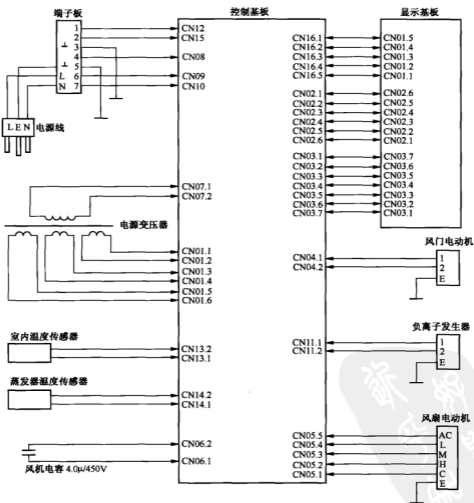 端子板
控制基板
显示基板
1
2
⊥ 3
4
⊥ 5
L 6
N 7
CN12
CN15
CN08
CN09
CN10
L E N
电源线
CN07.1
CN07.2
电源变压器
CN01.1
CN01.2
CN01.3
CN01.4
CN01.5
CN01.6
室内温度传感器
CN13.2
CN13.1
蒸发器温度传感器
CN14.2
CN14.1
CN06.2
CN06.1
风机电容 4.0μ/450V
CN16.1 CN01.5
CN16.2 CN01.4
CN16.3 CN01.3
CN16.4 CN01.2
CN16.5 CN01.1
CN02.1 CN02.6
CN02.2 CN02.5
CN02.3 CN02.4
CN02.4 CN02.3
CN02.5 CN02.2
CN02.6 CN02.1
CN03.1 CN03.7
CN03.2 CN03.6
CN03.3 CN03.5
CN03.4 CN03.4
CN03.5 CN03.3
CN03.6 CN03.2
CN03.7 CN03.1
风门电动机
CN04.1 1
CN04.2 2
E
负离子发生器
CN11.1 1
CN11.2 2
E
风扇电动机
CN05.5 AC
CN05.4 L
CN05.3 M
CN05.2 H
CN05.1 C
E